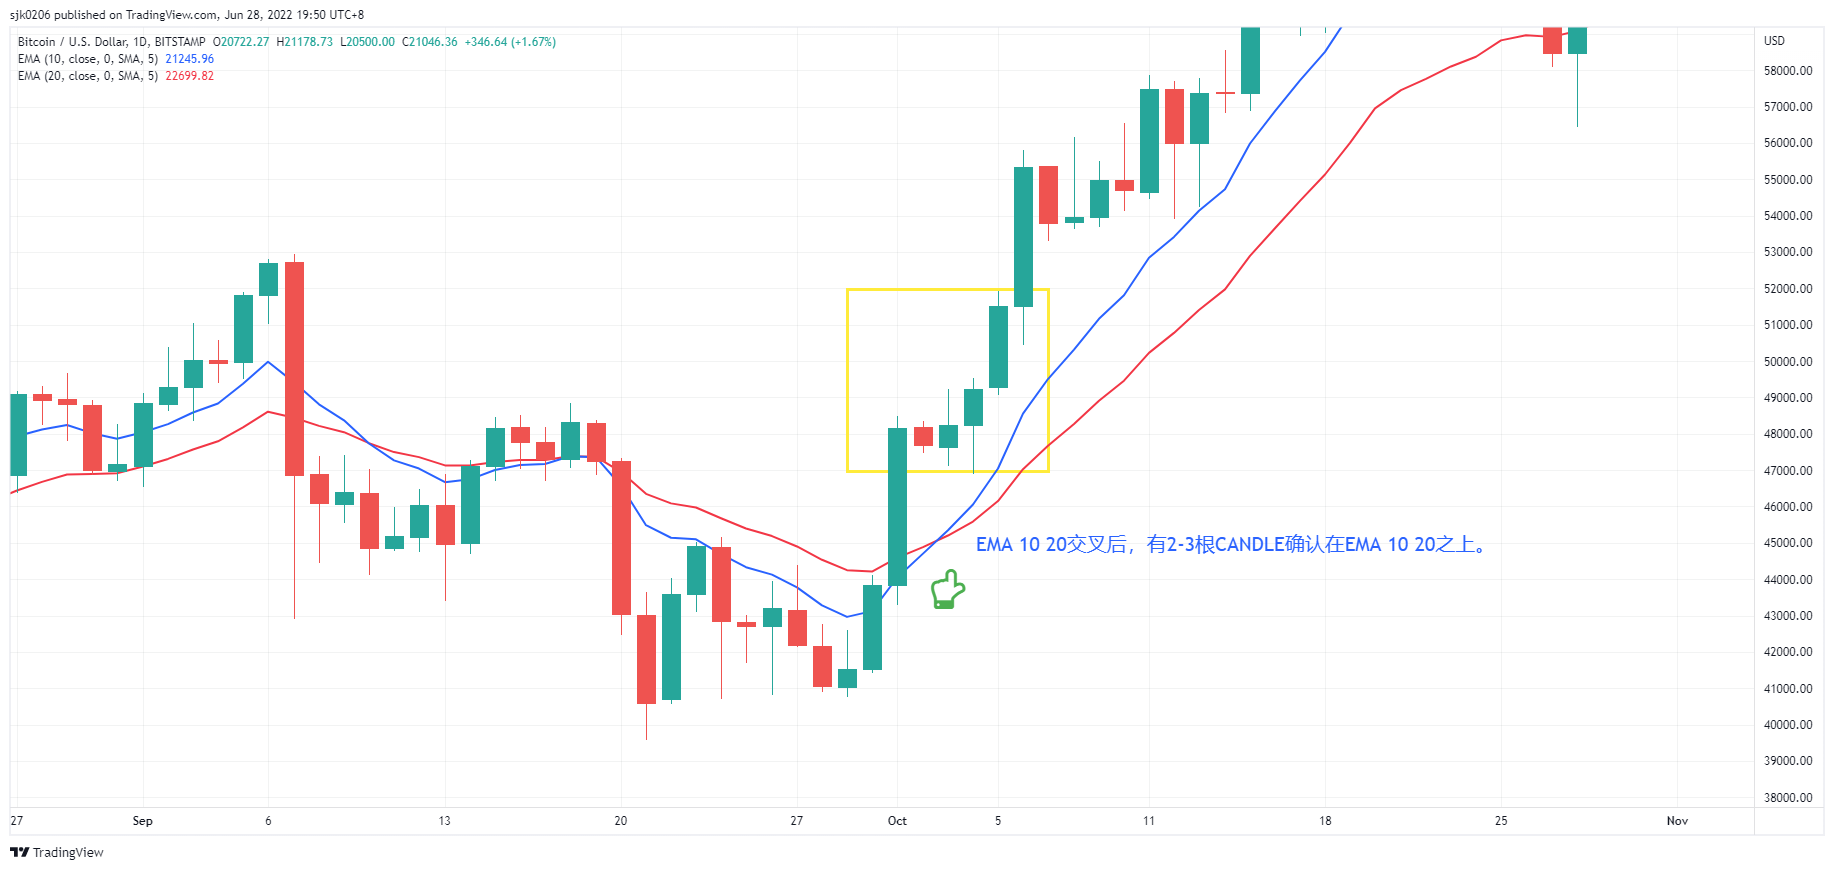 sjk0206 published on TradingView.com, Jun 28, 2022 19:50 UTC+8
Bitcoin / U.S. Dollar, 1D, BITSTAMP O20722.27 H21178.73 L20500.00 C21046.36 +346.64 (+1.67%)
EMA (10, close, 0, SMA, 5) 21245.96
EMA (20, close, 0, SMA, 5) 22699.82
USD
58000.00
57000.00
56000.00
55000.00
54000.00
53000.00
52000.00
51000.00
50000.00
49000.00
48000.00
47000.00
46000.00
45000.00
44000.00
43000.00
42000.00
41000.00
40000.00
39000.00
38000.00
EMA 10 20交叉后，有2-3根CANDLE确认在EMA 10 20之上。
27 Sep 6 13 20 27 Oct 5 11 18 25 Nov
TradingView